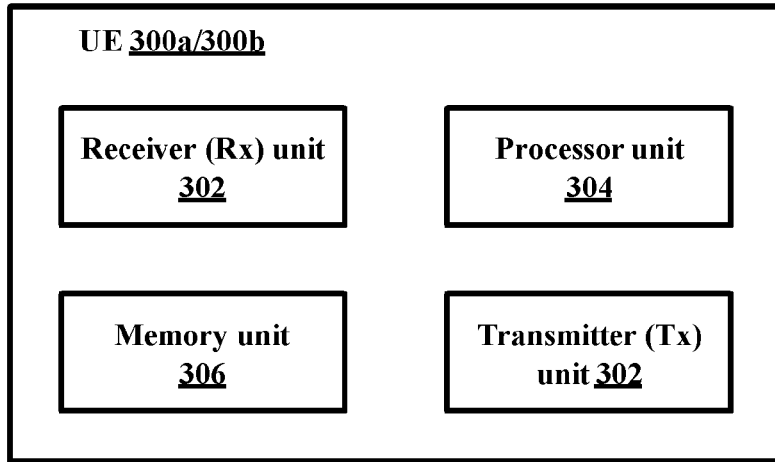 UE 300a/300b
Receiver (Rx) unit
302
Processor unit
304
Memory unit
306
Transmitter (Tx)
unit 302